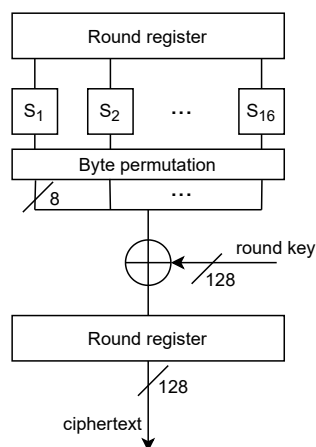 Round register
S1 S2 ... S16
Byte permutation
8 ...
round key
128
Round register
128
ciphertext